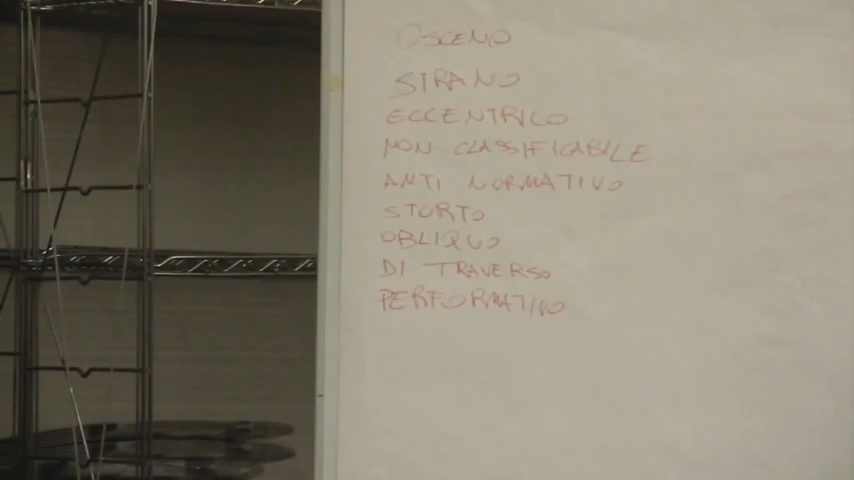 OSCENO
STRANO
ECCENTRICO
NON CLASSIFICABILE
ANTI NORMATIVO
STORTO
OBLIQUO
DI TRAVERSO
PERFORMATIVO